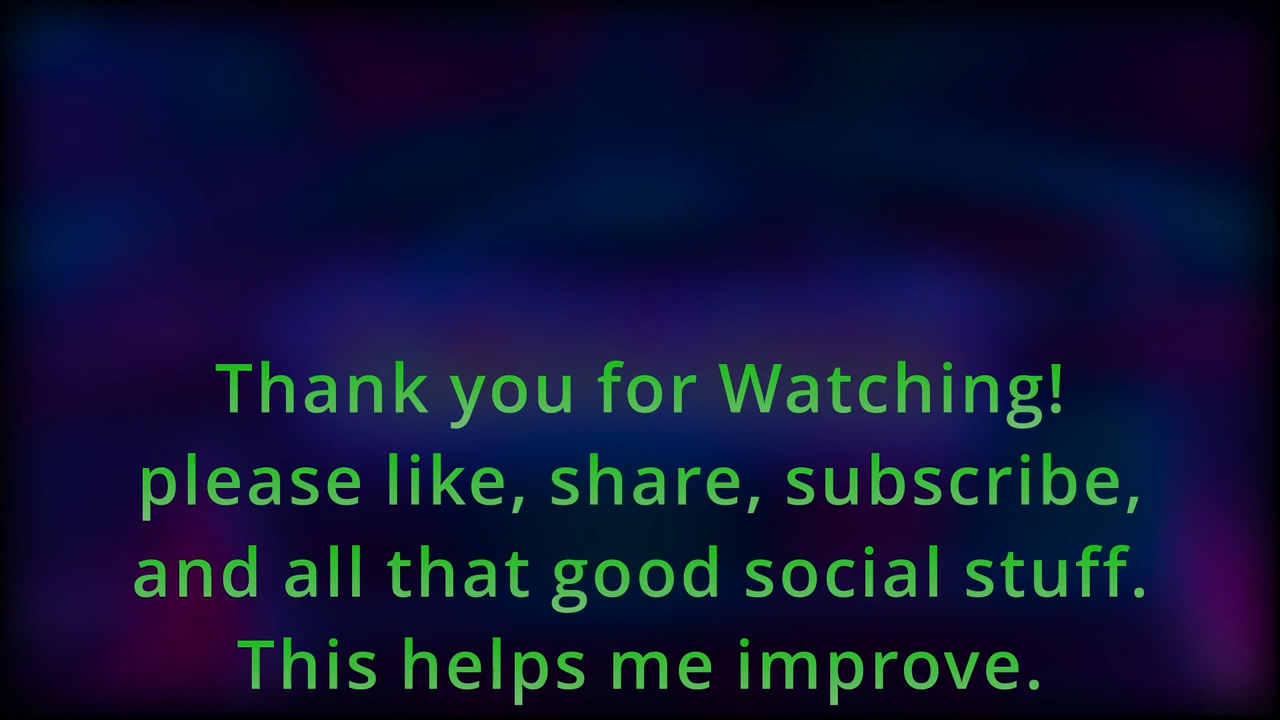 Thank you for Watching!
please like, share, subscribe,
and all that good social stuff.
This helps me improve.